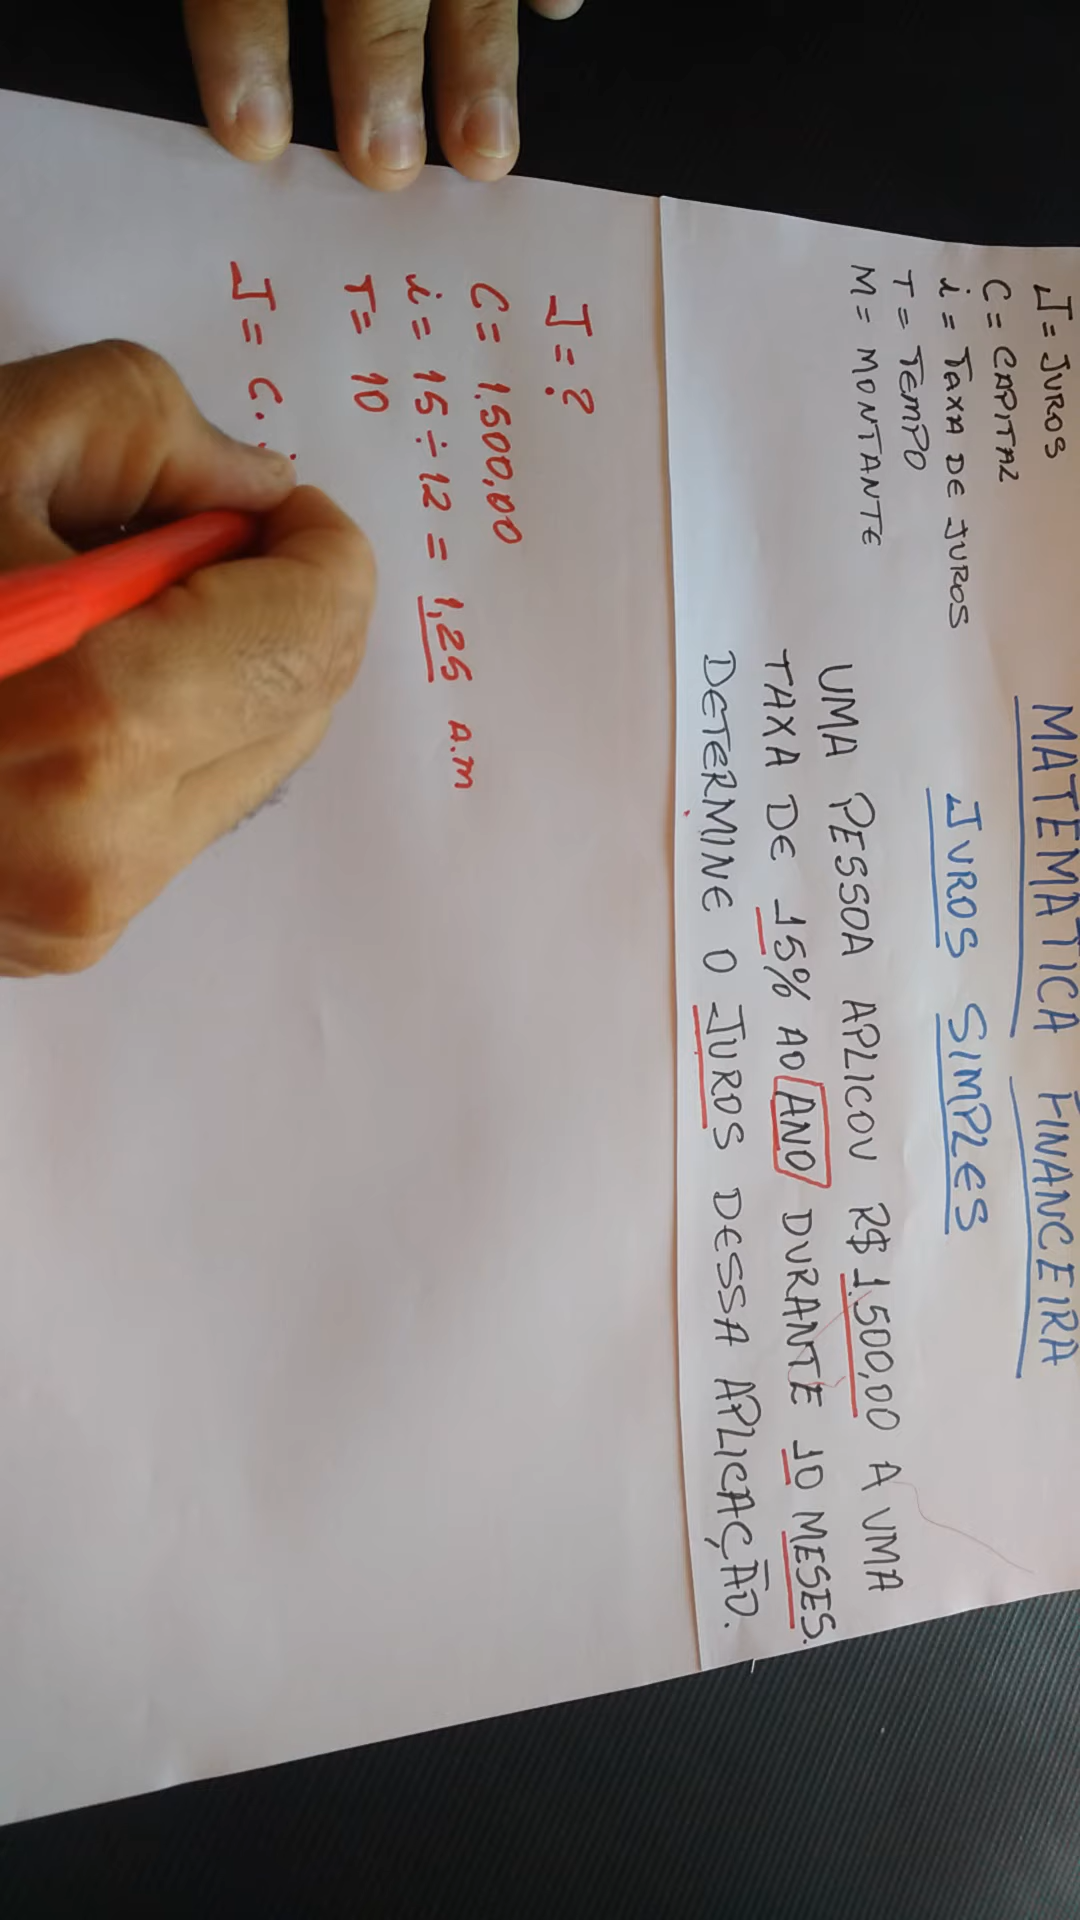 MATEMATICA FINANCEIRA
JUROS SIMPLES
J = JUROS
C = CAPITAL
i = TAXA DE JUROS
T = TEMPO
M = MONTANTE
UMA PESSOA APLICOU R$ 1.500,00 A UMA
TAXA DE 15% AO ANO DURANTE 10 MESES.
DETERMINE O JUROS DESSA APLICAÇÃO.
J = ?
C = 1.500,00
i = 15 ÷ 12 = 1,25 A.M
T = 10
J = C.